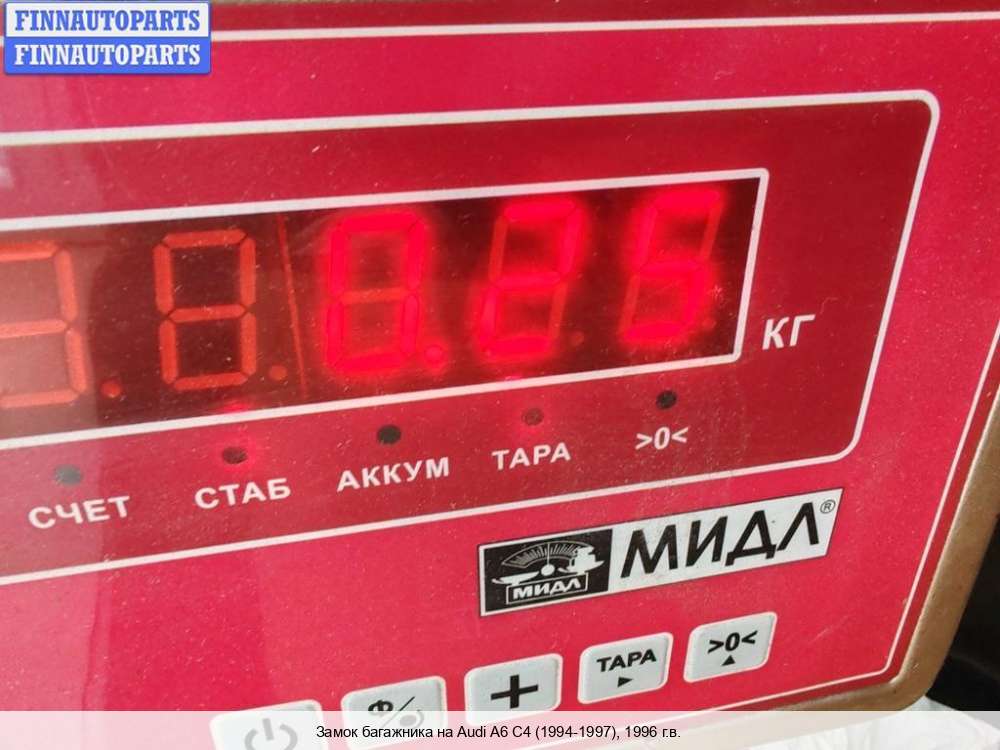 FINNAUTOPARTS
FINNAUTOPARTS
0.25
КГ
СЧЕТ
СТАБ
АККУМ
ТАРА
>0<
МИДЛ
МИДЛ®
Ф
+
ТАРА
>0<
Замок багажника на Audi A6 C4 (1994-1997), 1996 г.в.